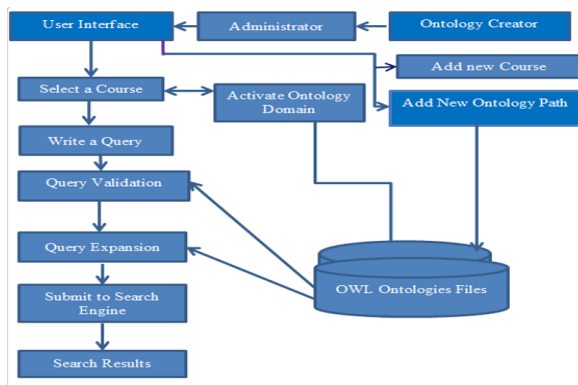 User Interface
Administrator
Ontology Creator
Add new Course
Select a Course
Activate Ontology
Domain
Add New Ontology Path
Write a Query
Query Validation
Query Expansion
OWL Ontologies Files
Submit to Search
Engine
Search Results